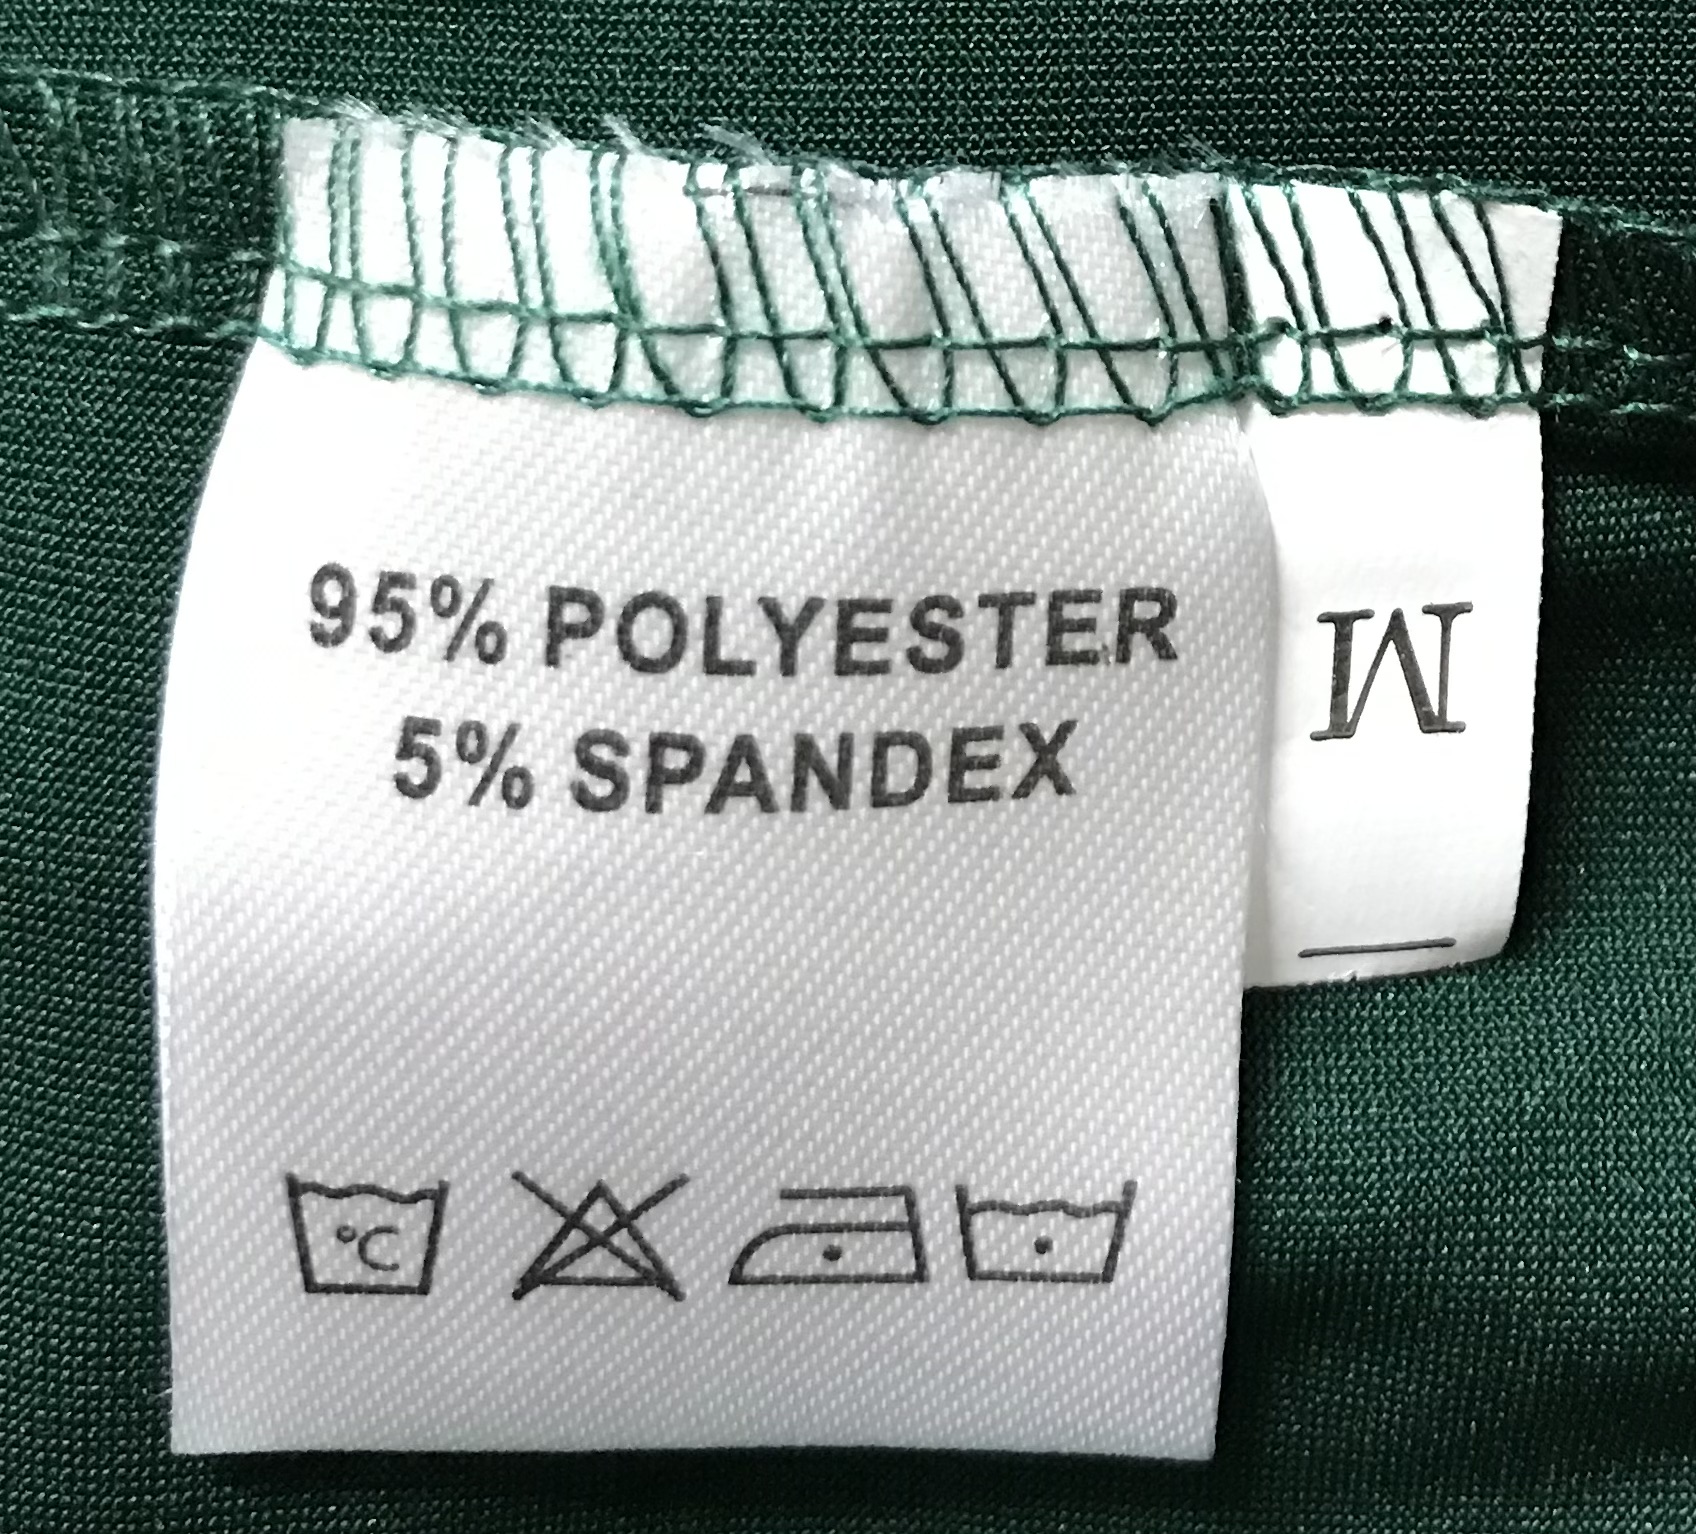 95% POLYESTER
5% SPANDEX
M
°C